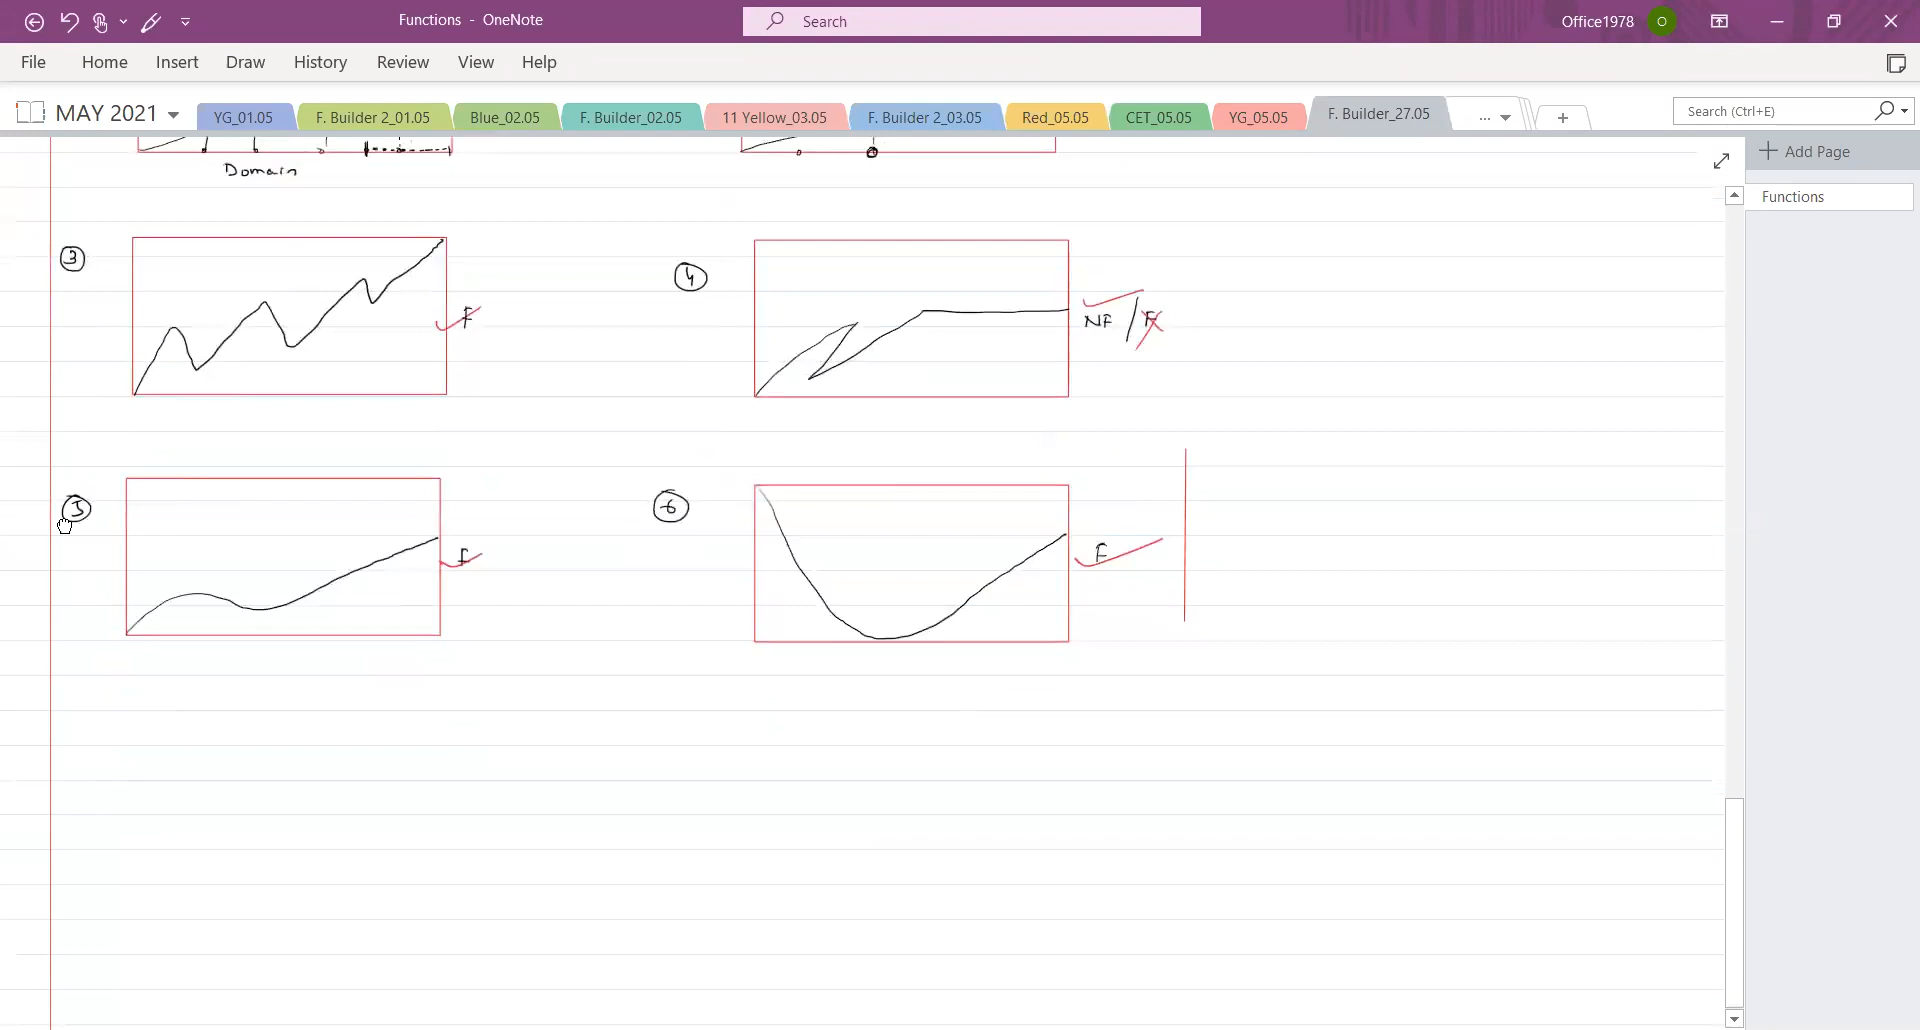 Functions - OneNote
Search
Office1978
O
File Home Insert Draw History Review View Help
MAY 2021
YG_01.05
F. Builder 2_01.05
Blue_02.05
F. Builder_02.05
11 Yellow_03.05
F. Builder 2_03.05
Red_05.05
CET_05.05
YG_05.05
F. Builder_27.05
...
Search (Ctrl+E)
Add Page
Functions
Domain
3
F
4
NF / F
5
F
6
F